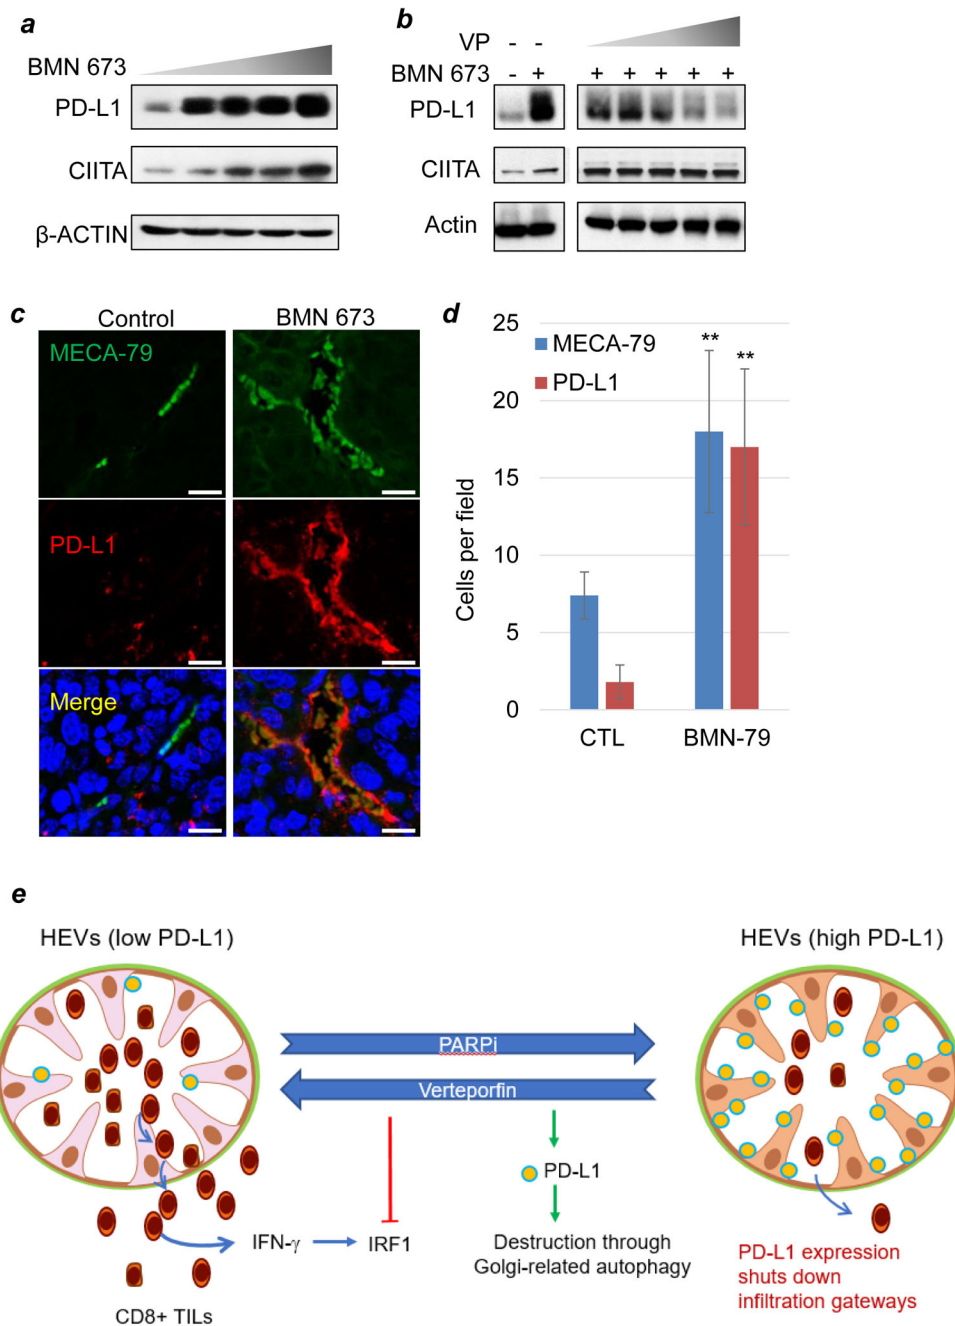 a
BMN 673
PD-L1
CIITA
β-ACTIN
b
VP - -
BMN 673 - + + + + + +
PD-L1
CIITA
Actin
c
Control BMN 673
MECA-79
PD-L1
Merge
d
25
20
15
10
5
0
Cells per field
MECA-79
PD-L1
**
**
CTL BMN-79
e
HEVs (low PD-L1)
HEVs (high PD-L1)
PARPi
Verteporfin
PD-L1
IFN-γ
IRF1
Destruction through
Golgi-related autophagy
CD8+ TILs
PD-L1 expression
shuts down
infiltration gateways